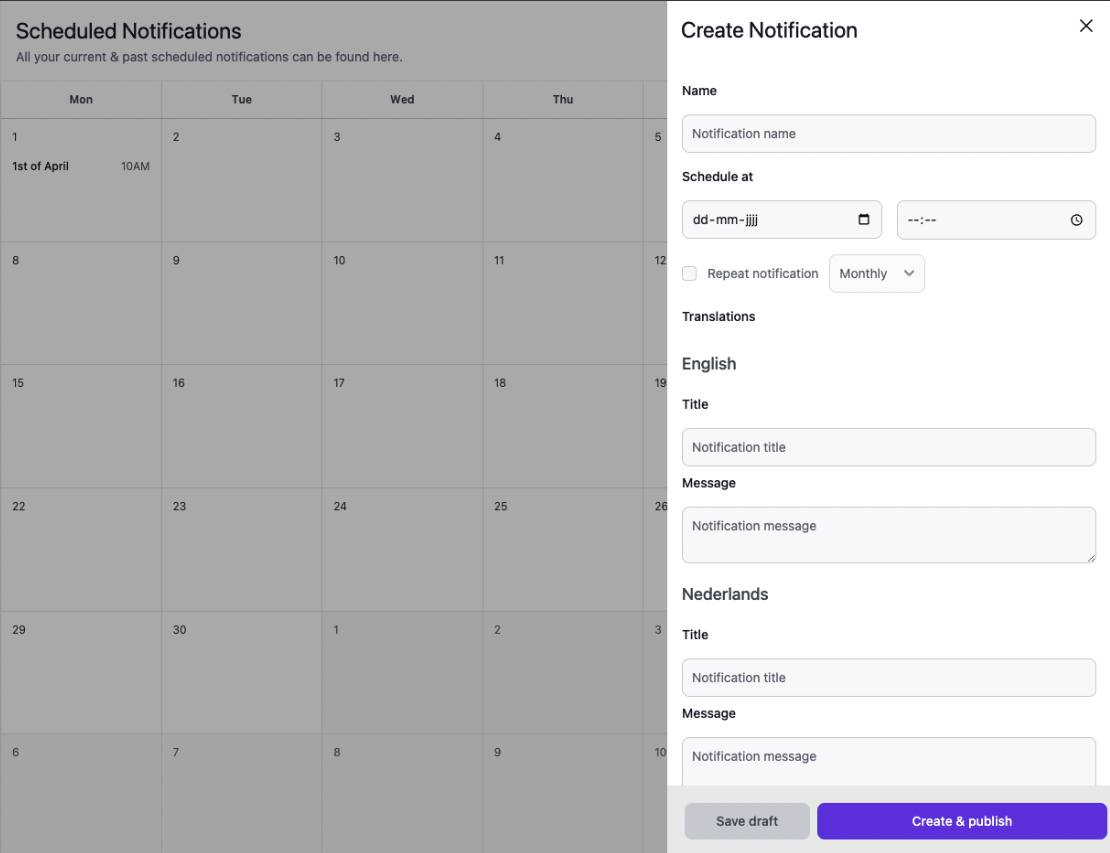 Scheduled Notifications
All your current & past scheduled notifications can be found here.
Mon Tue Wed Thu
1 2 3 4 5
1st of April 10AM
8 9 10 11 12
15 16 17 18 19
22 23 24 25 26
29 30 1 2 3
6 7 8 9 10
Create Notification
Name
Notification name
Schedule at
dd-mm-jjjj --:--
Repeat notification Monthly
Translations
English
Title
Notification title
Message
Notification message
Nederlands
Title
Notification title
Message
Notification message
Save draft Create & publish